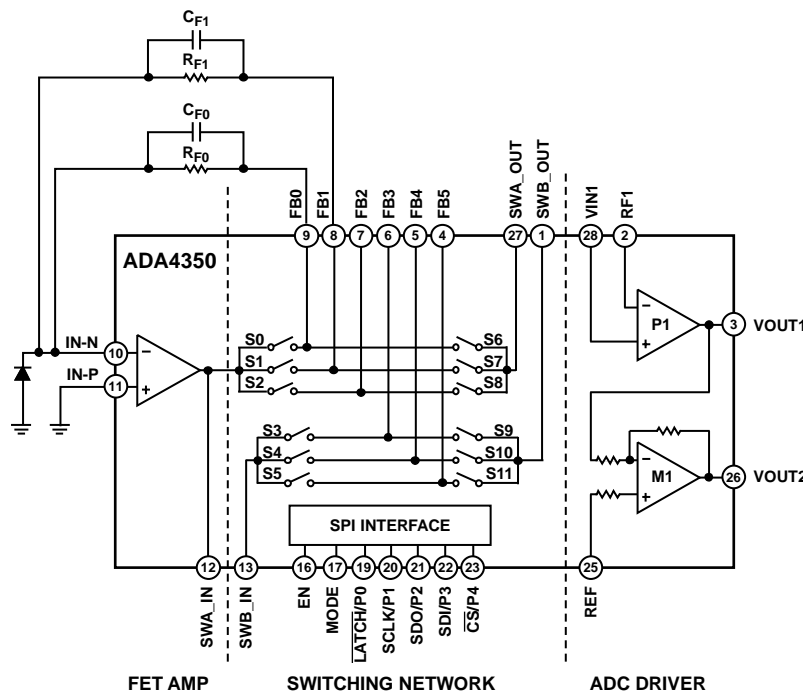 CF1
RF1
CF0
RF0
FB0
FB1
FB2
FB3
FB4
FB5
SWA_OUT
SWB_OUT
VIN1
RF1
9
8
7
6
5
4
27
1
28
2
ADA4350
IN-N
10
−
IN-P
11
+
S0
S1
S2
S6
S7
S8
S3
S4
S5
S9
S10
S11
−
P1
+
3
VOUT1
−
M1
+
26
VOUT2
SPI INTERFACE
12
13
16
17
19
20
21
22
23
25
SWA_IN
SWB_IN
EN
MODE
LATCH/P0
SCLK/P1
SDO/P2
SDI/P3
CS/P4
REF
FET AMP
SWITCHING NETWORK
ADC DRIVER